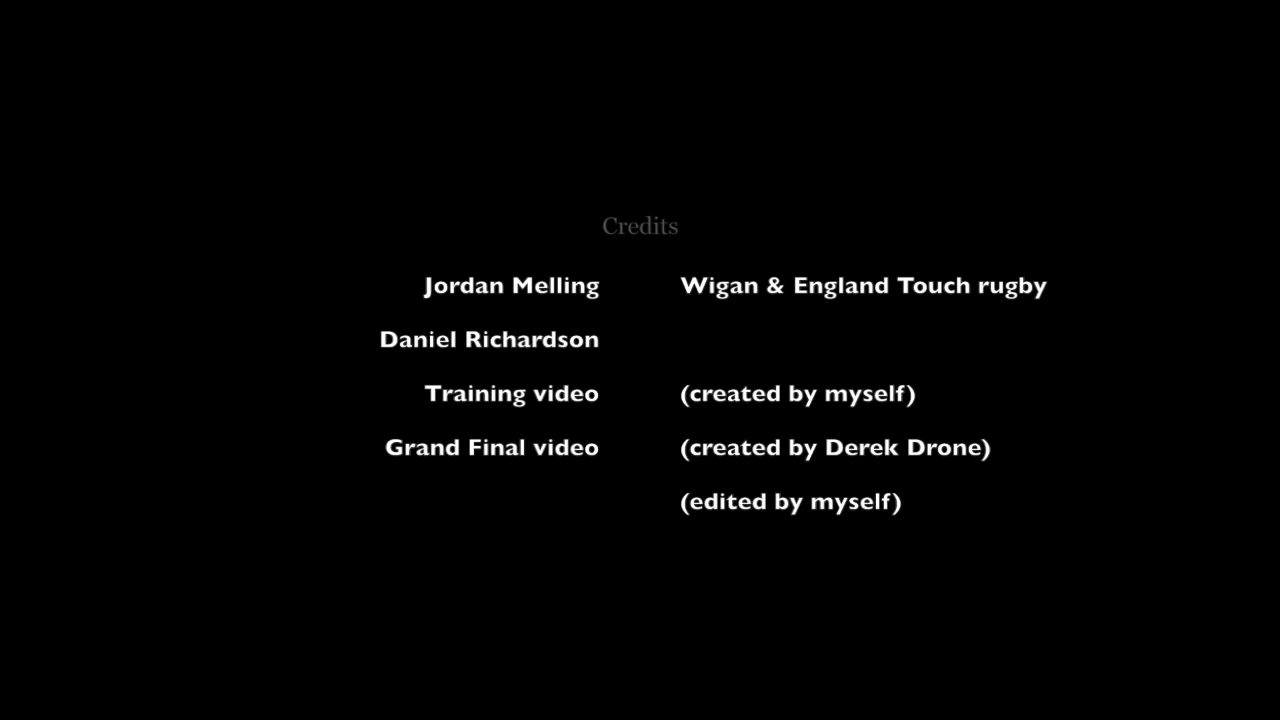 Credits
Jordan Melling Wigan & England Touch rugby
Daniel Richardson
Training video (created by myself)
Grand Final video (created by Derek Drone)
(edited by myself)